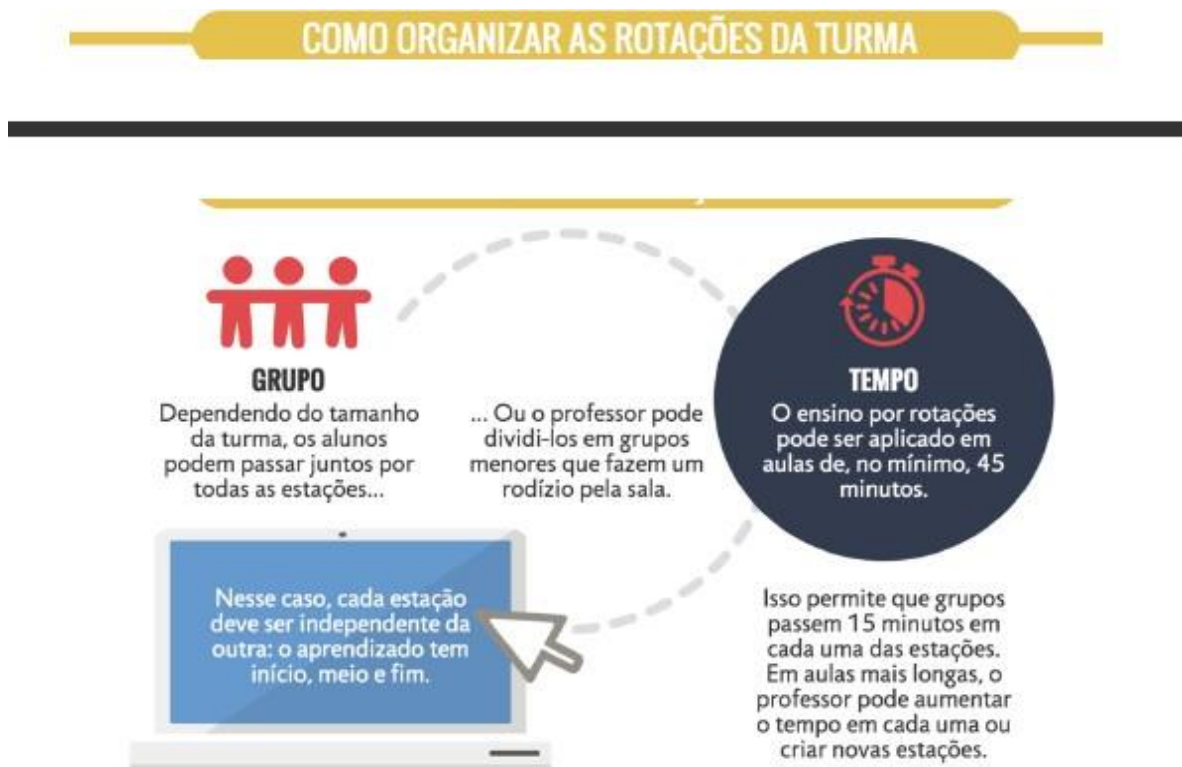 COMO ORGANIZAR AS ROTAÇÕES DA TURMA
GRUPO
Dependendo do tamanho
da turma, os alunos
podem passar juntos por
todas as estações...
... Ou o professor pode
dividi-los em grupos
menores que fazem um
rodízio pela sala.
Nesse caso, cada estação
deve ser independente da
outra: o aprendizado tem
início, meio e fim.
TEMPO
O ensino por rotações
pode ser aplicado em
aulas de, no mínimo, 45
minutos.
Isso permite que grupos
passem 15 minutos em
cada uma das estações.
Em aulas mais longas, o
professor pode aumentar
o tempo em cada uma ou
criar novas estações.